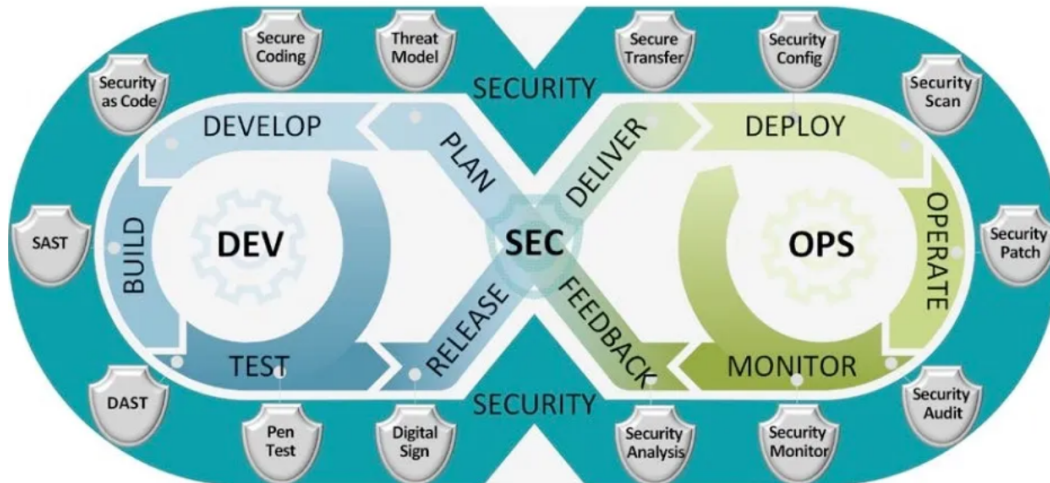 Secure
Coding
Threat
Model
Secure
Transfer
Security
Config
Security
as Code
SECURITY
Security
Scan
DEVELOP
PLAN
DELIVER
DEPLOY
SAST
BUILD
DEV
SEC
OPS
OPERATE
Security
Patch
TEST
RELEASE
FEEDBACK
MONITOR
DAST
SECURITY
Security
Audit
Pen
Test
Digital
Sign
Security
Analysis
Security
Monitor